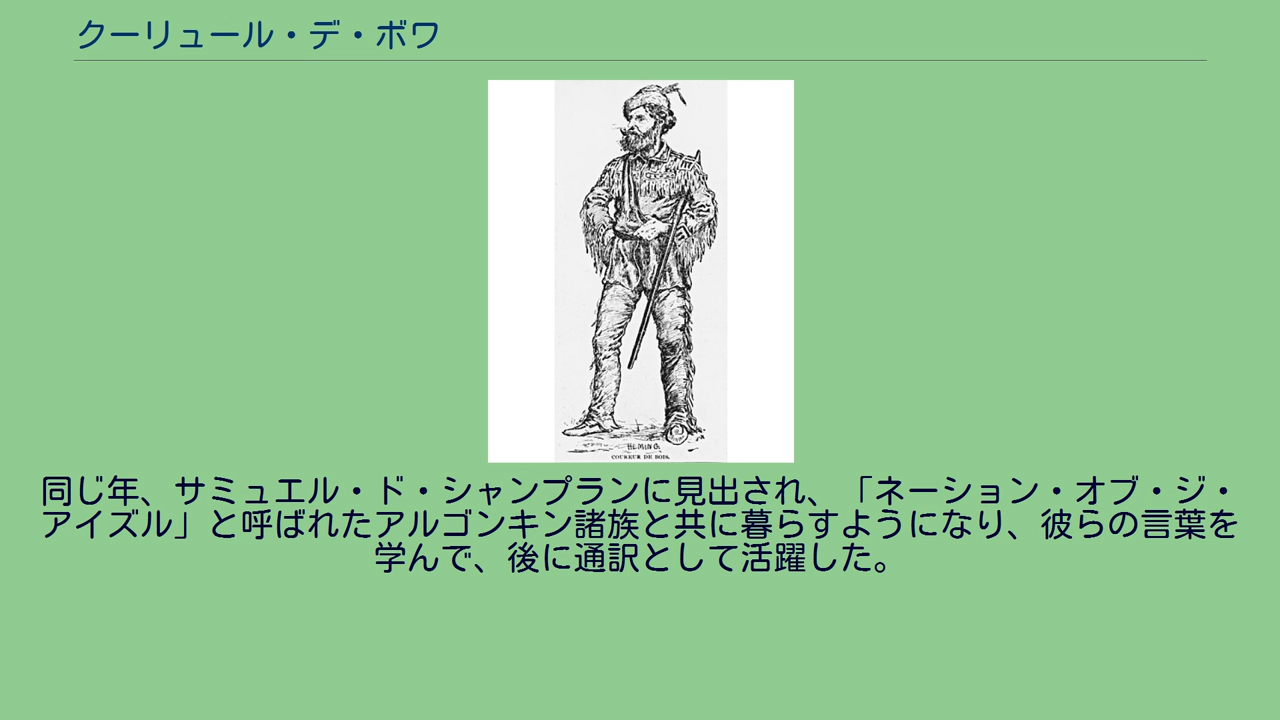 クーリュール・デ・ボワ
HEMING.
COUREUR DE BOIS.
同じ年、サミュエル・ド・シャンプランに見出され、「ネーション・オブ・ジ・
アイズル」と呼ばれたアルゴンキン諸族と共に暮らすようになり、彼らの言葉を
学んで、後に通訳として活躍した。